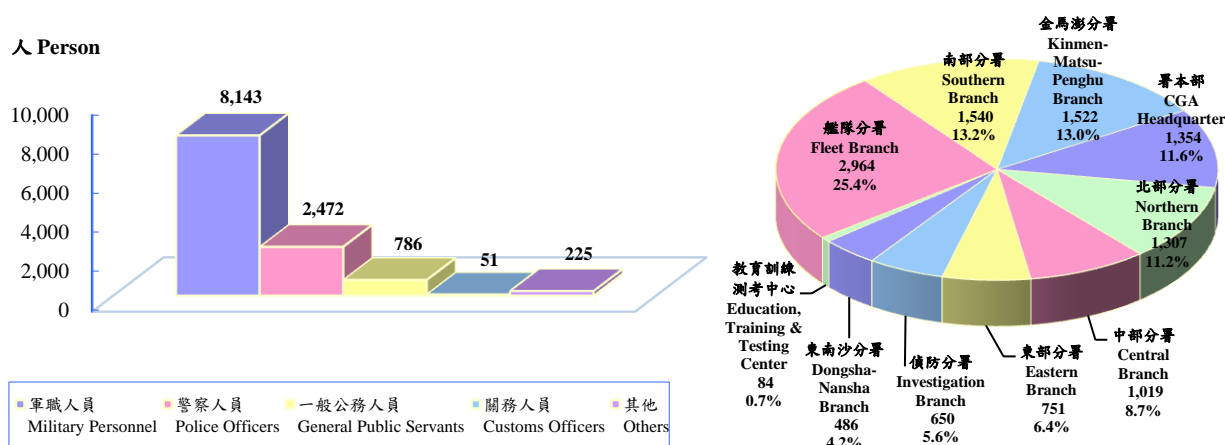 人 Person
10,000
8,000
6,000
4,000
2,000
0
8,143
2,472
786
51
225
軍職人員
Military Personnel
警察人員
Police Officers
一般公務人員
General Public Servants
關務人員
Customs Officers
其他
Others
金馬澎分署
Kinmen-
Matsu-
Penghu
Branch
1,522
13.0%
署本部
CGA
Headquarter
1,354
11.6%
北部分署
Northern
Branch
1,307
11.2%
中部分署
Central
Branch
1,019
8.7%
東部分署
Eastern
Branch
751
6.4%
偵防分署
Investigation
Branch
650
5.6%
東南沙分署
Dongsha-
Nansha
Branch
486
4.2%
教育訓練
測考中心
Education,
Training &
Testing
Center
84
0.7%
艦隊分署
Fleet Branch
2,964
25.4%
南部分署
Southern
Branch
1,540
13.2%